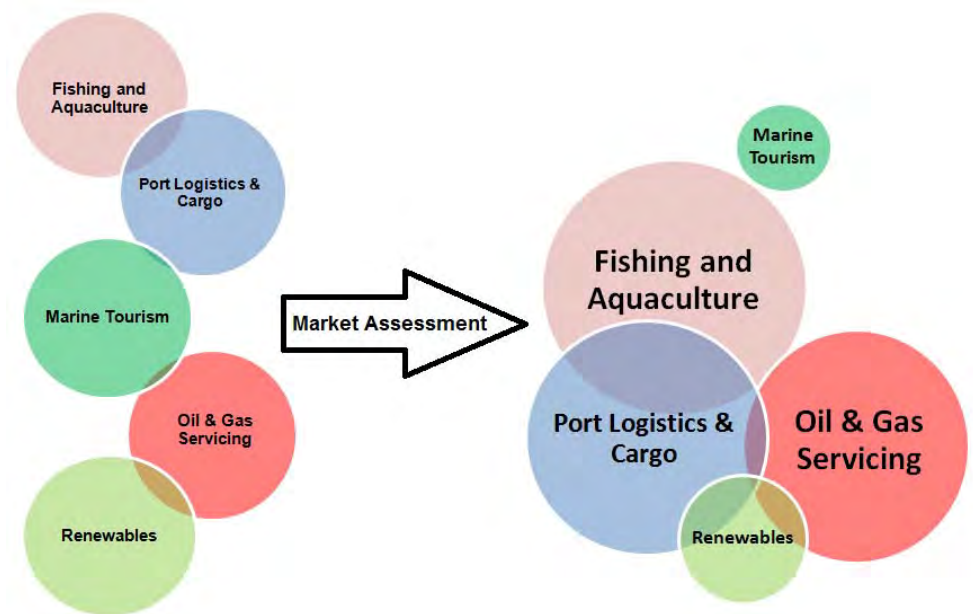 Fishing and
Aquaculture
Port Logistics &
Cargo
Marine Tourism
Oil & Gas
Servicing
Renewables
Market Assessment
Marine
Tourism
Fishing and
Aquaculture
Port Logistics &
Cargo
Oil & Gas
Servicing
Renewables